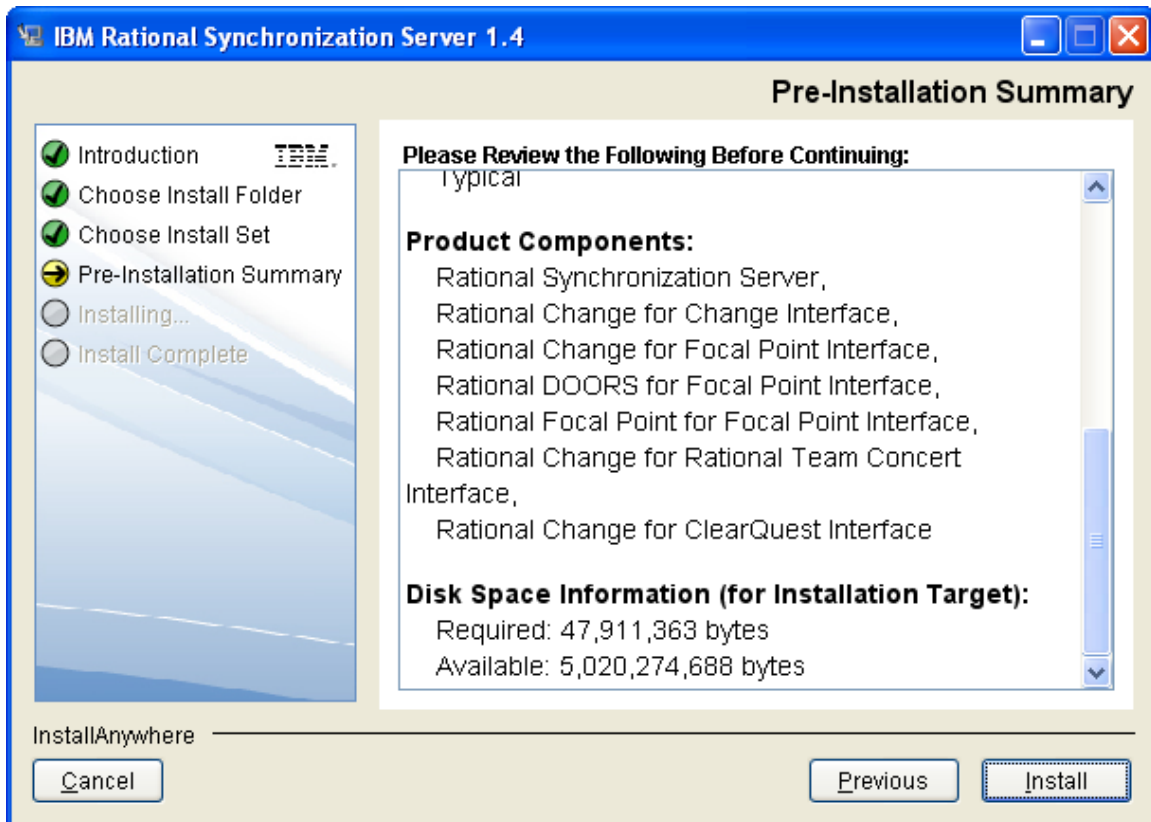 IBM Rational Synchronization Server 1.4
Pre-Installation Summary
Introduction
IBM.
Choose Install Folder
Choose Install Set
Pre-Installation Summary
Installing...
Install Complete
Please Review the Following Before Continuing:
Typical
Product Components:
Rational Synchronization Server,
Rational Change for Change Interface,
Rational Change for Focal Point Interface,
Rational DOORS for Focal Point Interface,
Rational Focal Point for Focal Point Interface,
Rational Change for Rational Team Concert
Interface,
Rational Change for ClearQuest Interface
Disk Space Information (for Installation Target):
Required: 47,911,363 bytes
Available: 5,020,274,688 bytes
InstallAnywhere
Cancel
Previous
Install